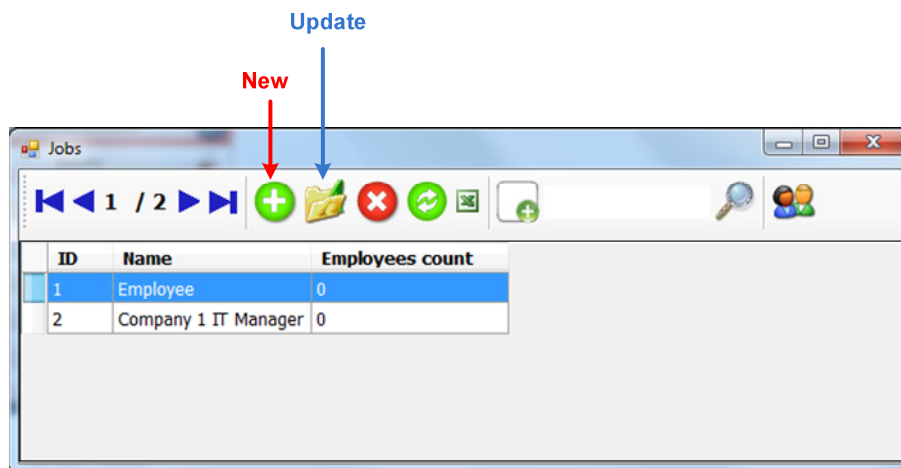 Update
New
Jobs
1 / 2
ID Name Employees count
1 Employee 0
2 Company 1 IT Manager 0